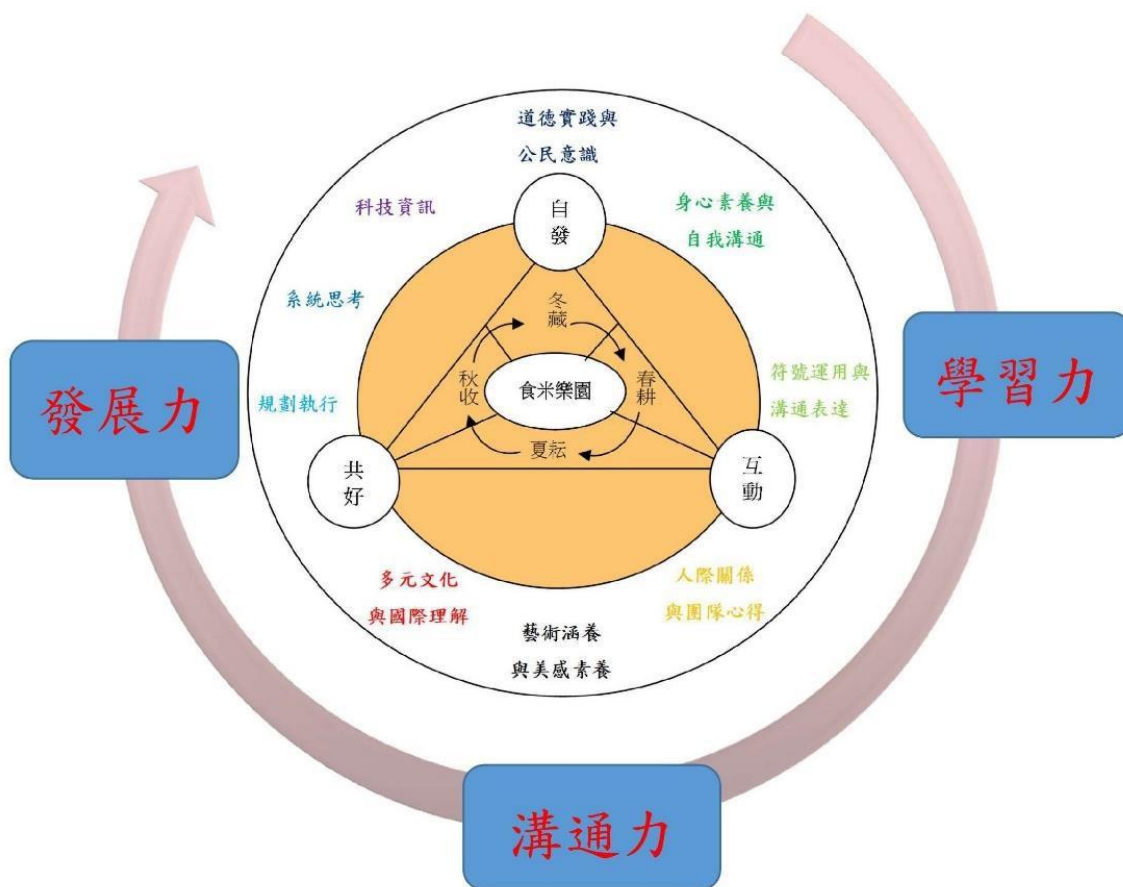 道德實踐與
公民意識
科技資訊
身心素養與
自我溝通
自
發
系統思考
冬
藏
秋
收
食米樂園
春
耕
符號運用與
溝通表達
規劃執行
夏耘
共
好
互
動
多元文化
與國際理解
人際關係
與團隊心得
藝術涵養
與美感素養
發展力
學習力
溝通力